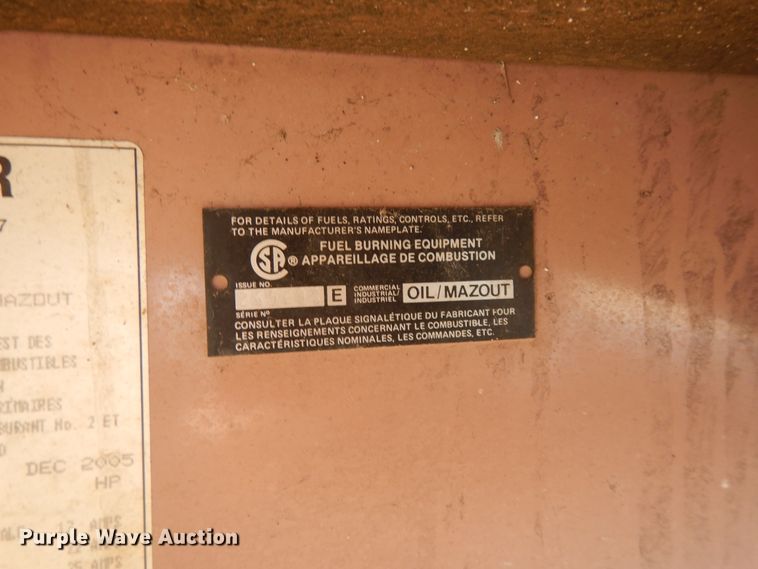 R
7
MAZOUT
EST DES
N
RIMAIRES
No. 2 ET
DEC 2005
HP
AMPS
AMPS
FOR DETAILS OF FUELS, RATINGS, CONTROLS, ETC., REFER
TO THE MANUFACTURER'S NAMEPLATE.
FUEL BURNING EQUIPMENT
CSA ® APPAREILLAGE DE COMBUSTION
ISSUE NO.
E COMMERCIAL INDUSTRIAL/ INDUSTRIEL OIL/MAZOUT
SÉRIE Nº
CONSULTER LA PLAQUE SIGNALÉTIQUE DU FABRICANT POUR
LES RENSEIGNEMENTS CONCERNANT LE COMBUSTIBLE, LES
CARACTÉRISTIQUES NOMINALES, LES COMMANDES, ETC.
Purple Wave Auction